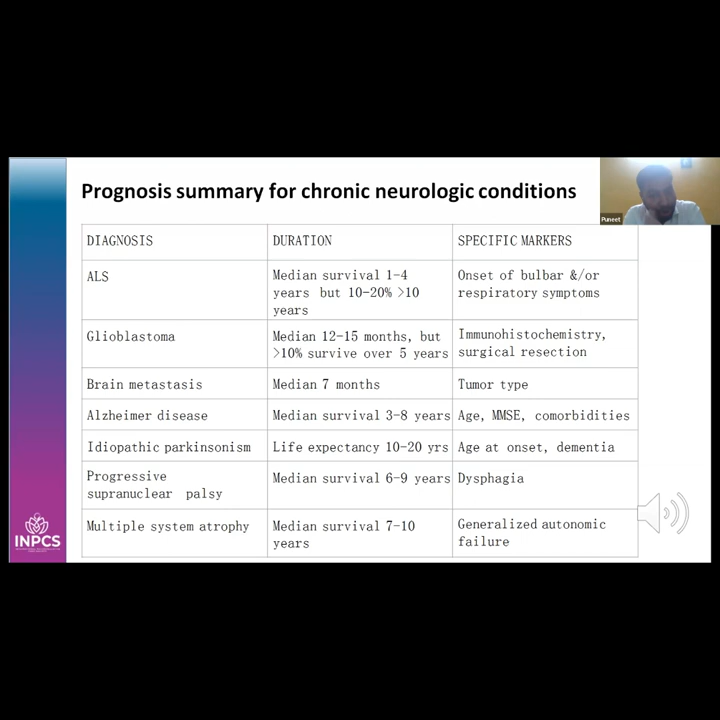 Prognosis summary for chronic neurologic conditions
Puneet
DIAGNOSIS DURATION SPECIFIC MARKERS
ALS Median survival 1-4 Onset of bulbar &/or
years but 10-20% >10 respiratory symptoms
years
Glioblastoma Median 12-15 months, but Immunohistochemistry,
>10% survive over 5 years surgical resection
Brain metastasis Median 7 months Tumor type
Alzheimer disease Median survival 3-8 years Age, MMSE, comorbidities
Idiopathic parkinsonism Life expectancy 10-20 yrs Age at onset, dementia
Progressive Median survival 6-9 years Dysphagia
supranuclear palsy
Multiple system atrophy Median survival 7-10 Generalized autonomic
years failure
INPCS